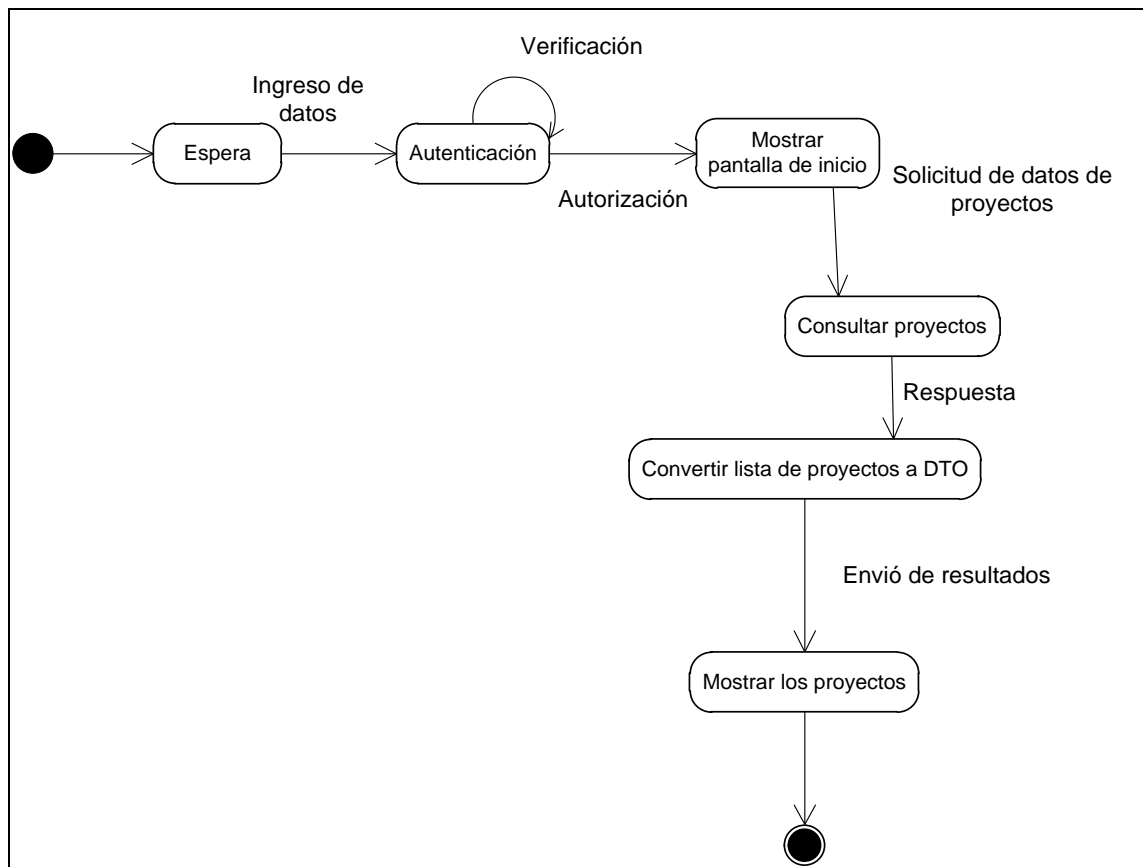 Verificación
Ingreso de
datos
Espera
Autenticación
Mostrar
pantalla de inicio
Autorización
Solicitud de datos de
proyectos
Consultar proyectos
Respuesta
Convertir lista de proyectos a DTO
Envió de resultados
Mostrar los proyectos